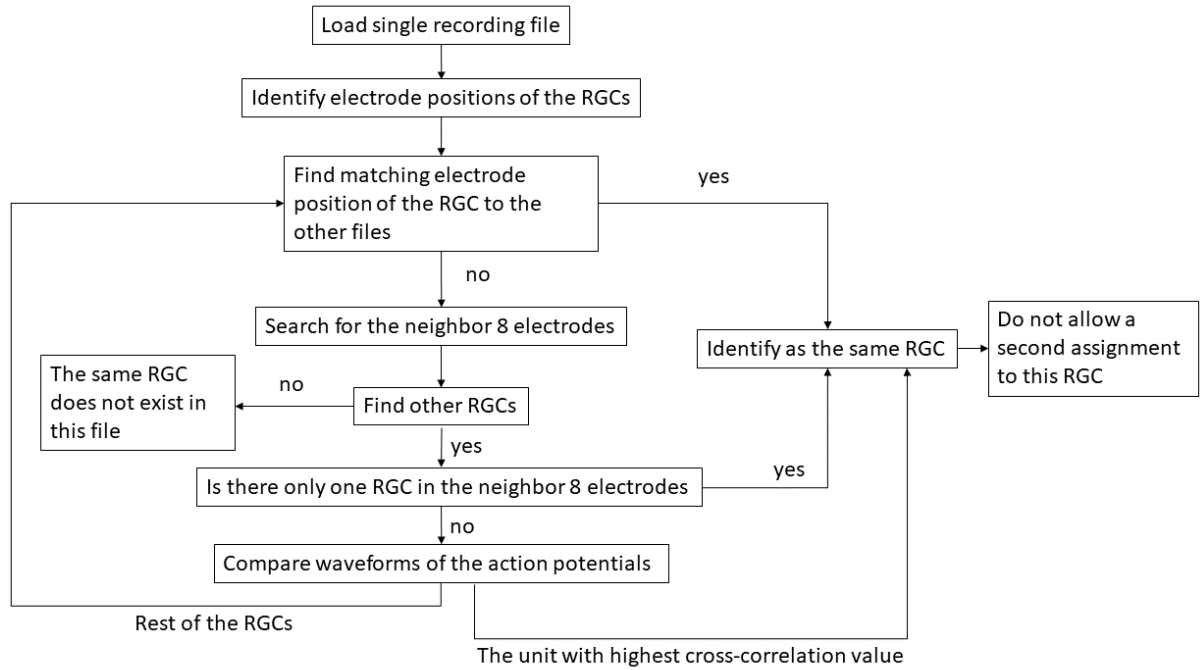 Load single recording file
Identify electrode positions of the RGCs
Find matching electrode
position of the RGC to the
other files
yes
no
Search for the neighbor 8 electrodes
Identify as the same RGC
Do not allow a
second assignment
to this RGC
The same RGC
does not exist in
this file
no
Find other RGCs
yes
Is there only one RGC in the neighbor 8 electrodes
yes
no
Compare waveforms of the action potentials
Rest of the RGCs
The unit with highest cross-correlation value